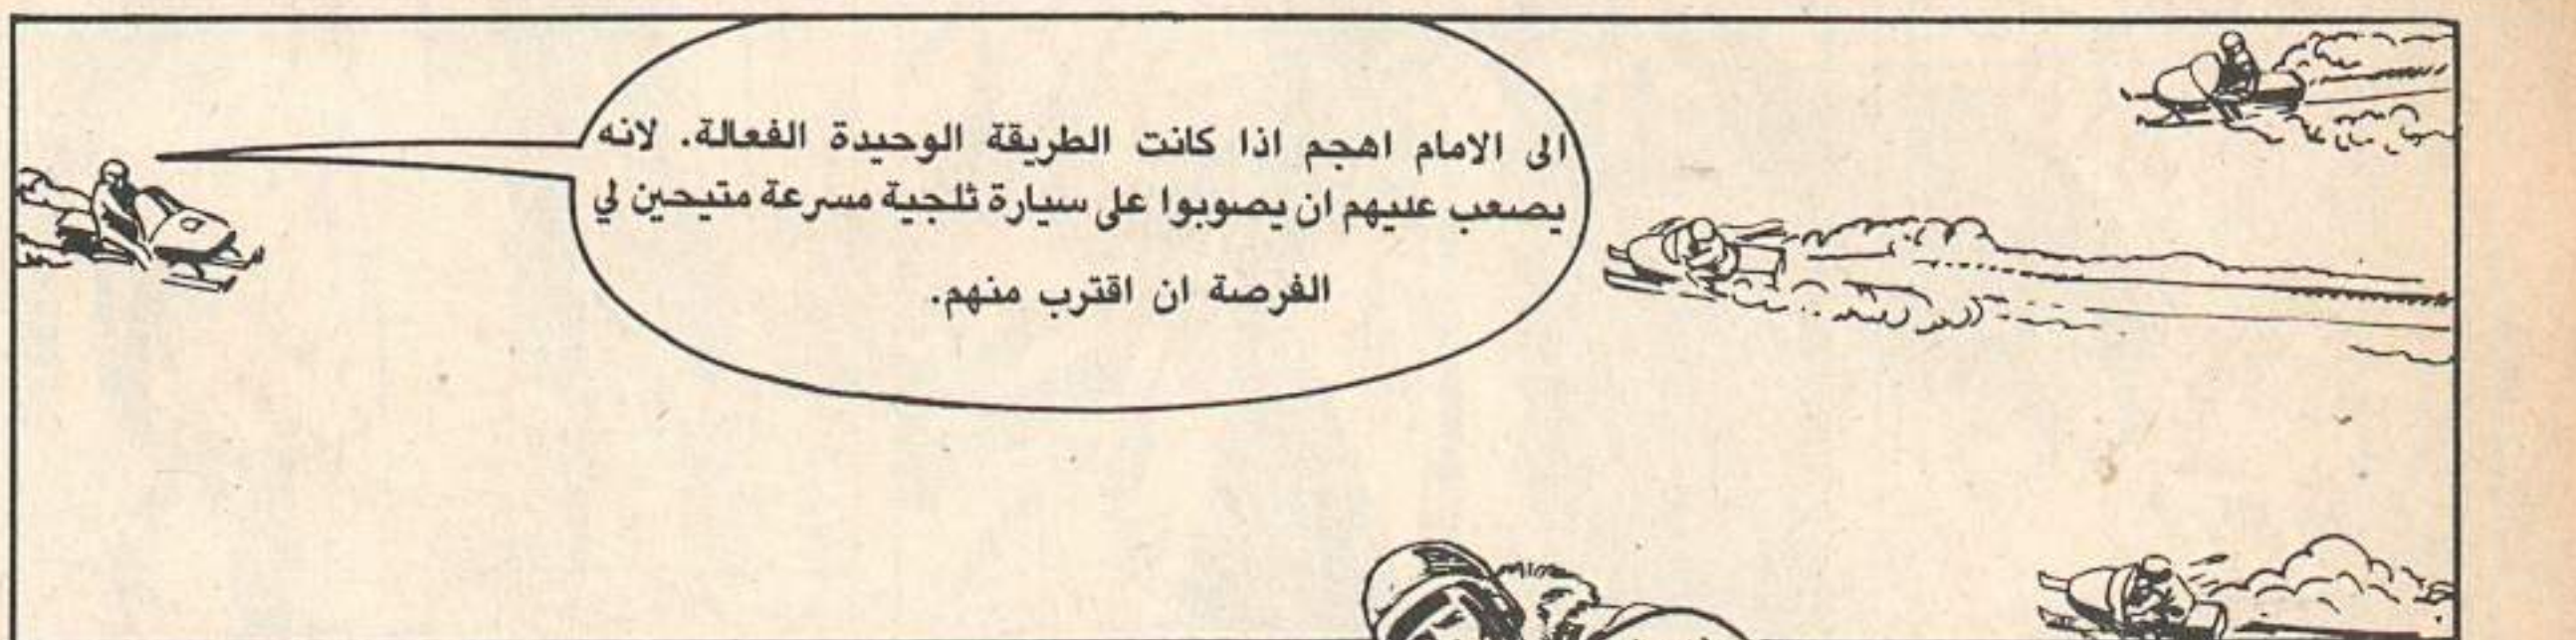 الى الامام اهجم اذا كانت الطريقة الوحيدة الفعالة. لانه
يصعب عليهم ان يصوبوا على سيارة ثلجية مسرعة متيحين لي
الفرصة ان اقترب منهم.